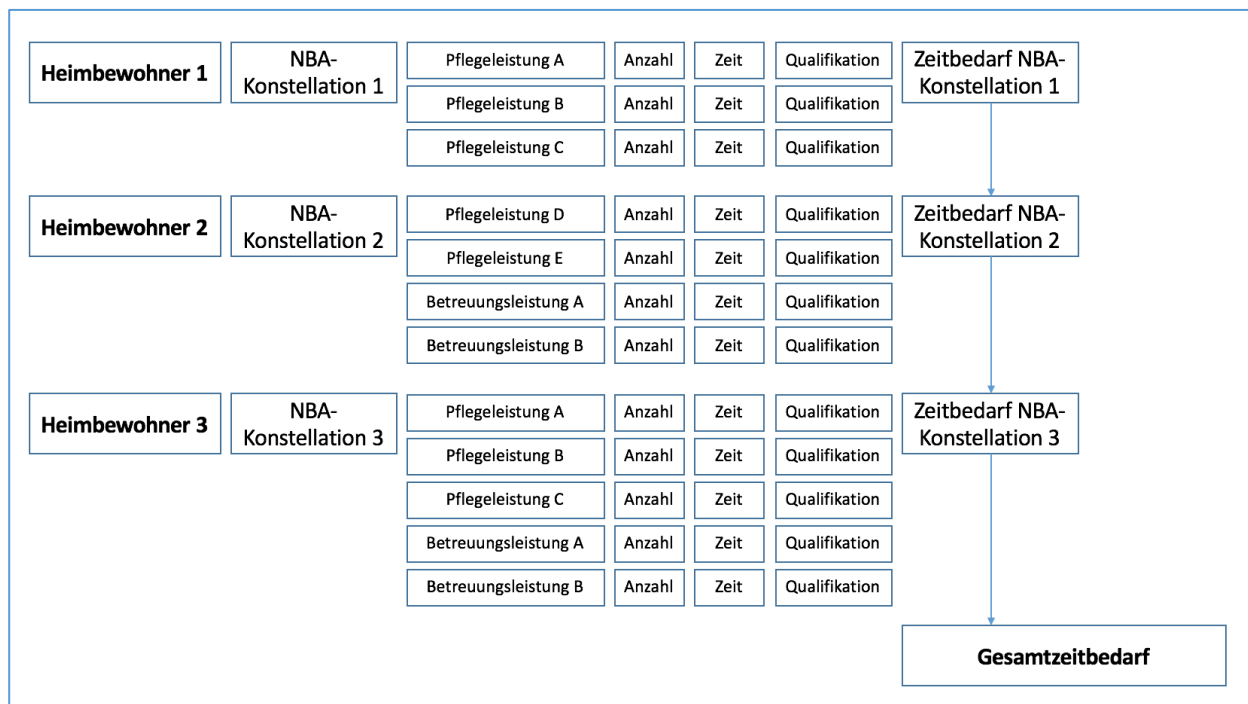 Heimbewohner 1
NBA-
Konstellation 1
Pflegeleistung A
Anzahl
Zeit
Qualifikation
Zeitbedarf NBA-
Konstellation 1
Pflegeleistung B
Anzahl
Zeit
Qualifikation
Pflegeleistung C
Anzahl
Zeit
Qualifikation
Heimbewohner 2
NBA-
Konstellation 2
Pflegeleistung D
Anzahl
Zeit
Qualifikation
Zeitbedarf NBA-
Konstellation 2
Pflegeleistung E
Anzahl
Zeit
Qualifikation
Betreuungsleistung A
Anzahl
Zeit
Qualifikation
Betreuungsleistung B
Anzahl
Zeit
Qualifikation
Heimbewohner 3
NBA-
Konstellation 3
Pflegeleistung A
Anzahl
Zeit
Qualifikation
Zeitbedarf NBA-
Konstellation 3
Pflegeleistung B
Anzahl
Zeit
Qualifikation
Pflegeleistung C
Anzahl
Zeit
Qualifikation
Betreuungsleistung A
Anzahl
Zeit
Qualifikation
Betreuungsleistung B
Anzahl
Zeit
Qualifikation
Gesamtzeitbedarf